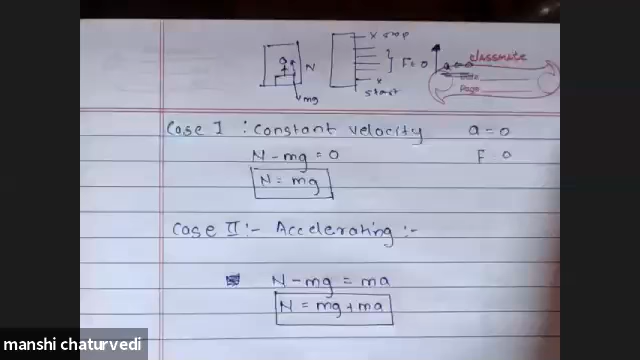 x stop
classmate
a
N
F=0
Page
x start
mg
Case I : Constant velocity a = 0
N - mg = 0 F = 0
N = mg
Case II :- Accelerating :-
N - mg = ma
N = mg + ma
manshi chaturvedi